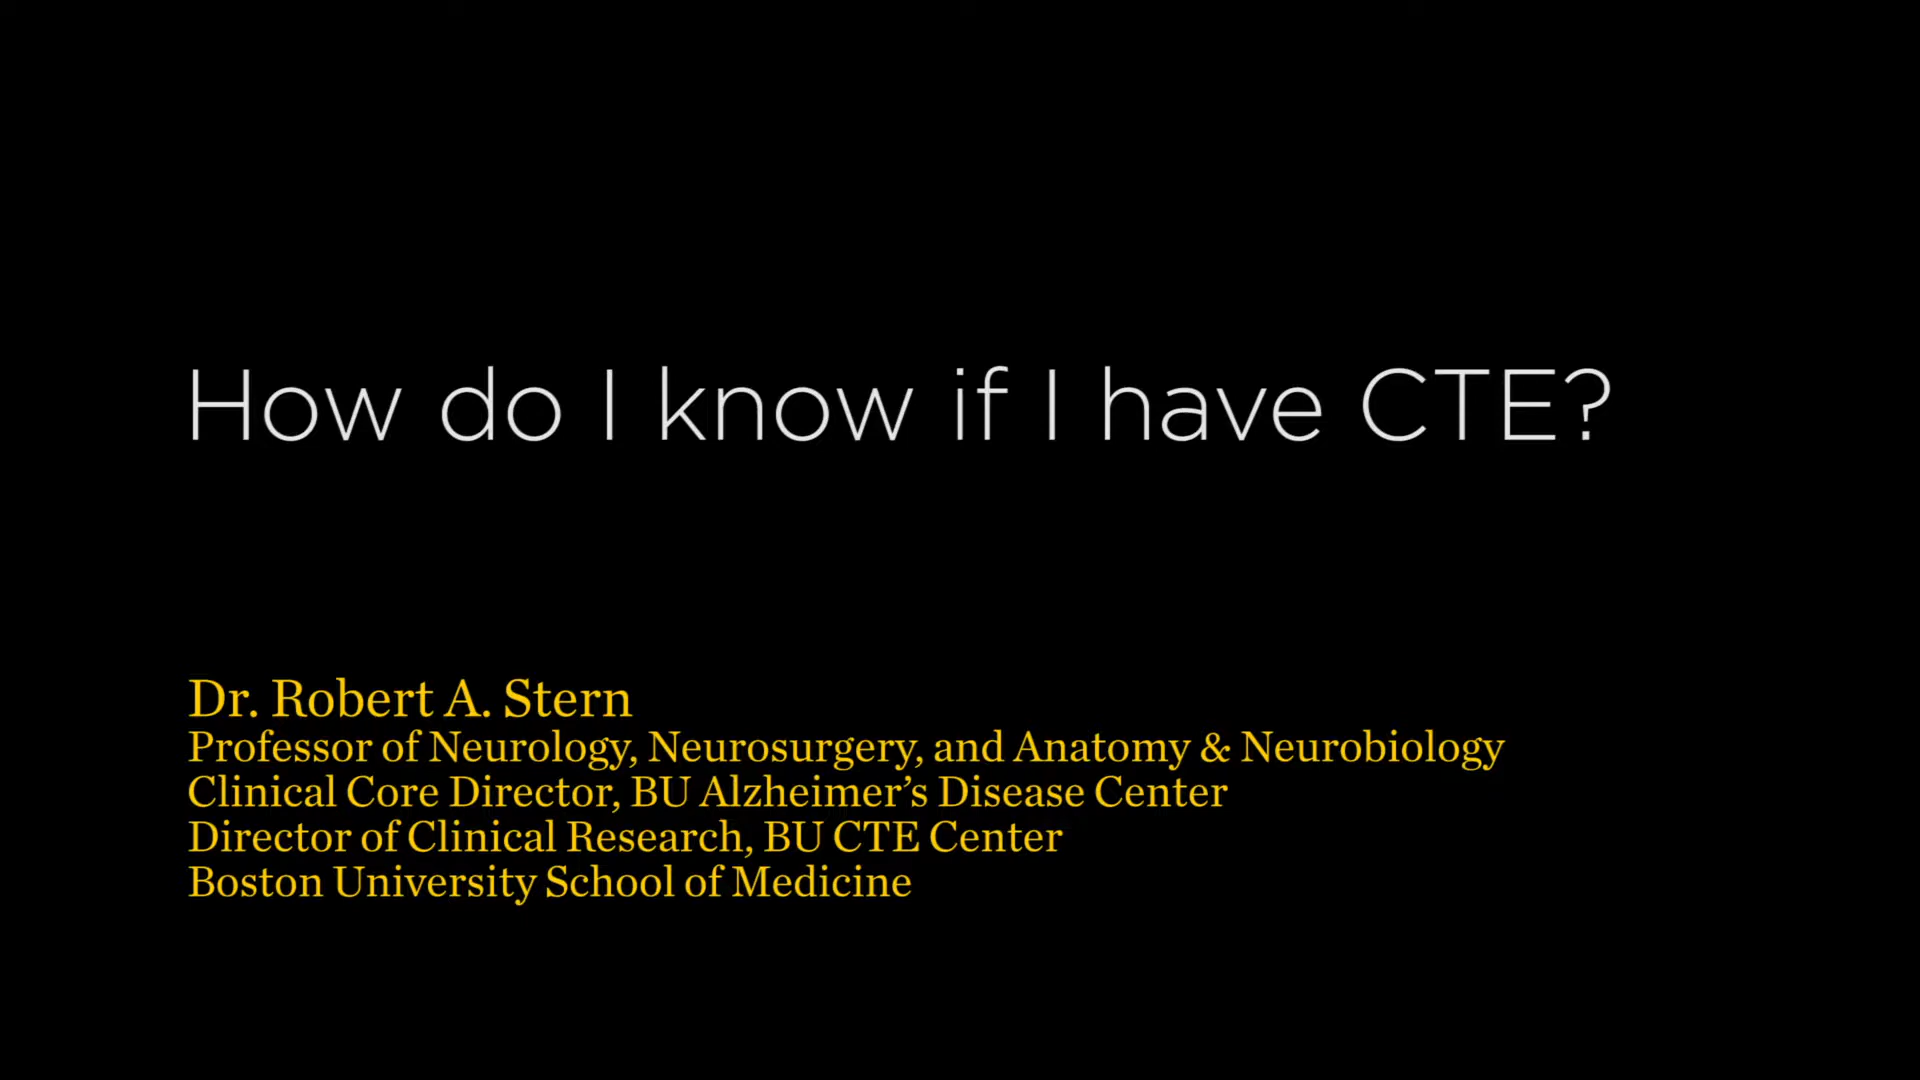 How do I know if I have CTE?
Dr. Robert A. Stern
Professor of Neurology, Neurosurgery, and Anatomy & Neurobiology
Clinical Core Director, BU Alzheimer’s Disease Center
Director of Clinical Research, BU CTE Center
Boston University School of Medicine